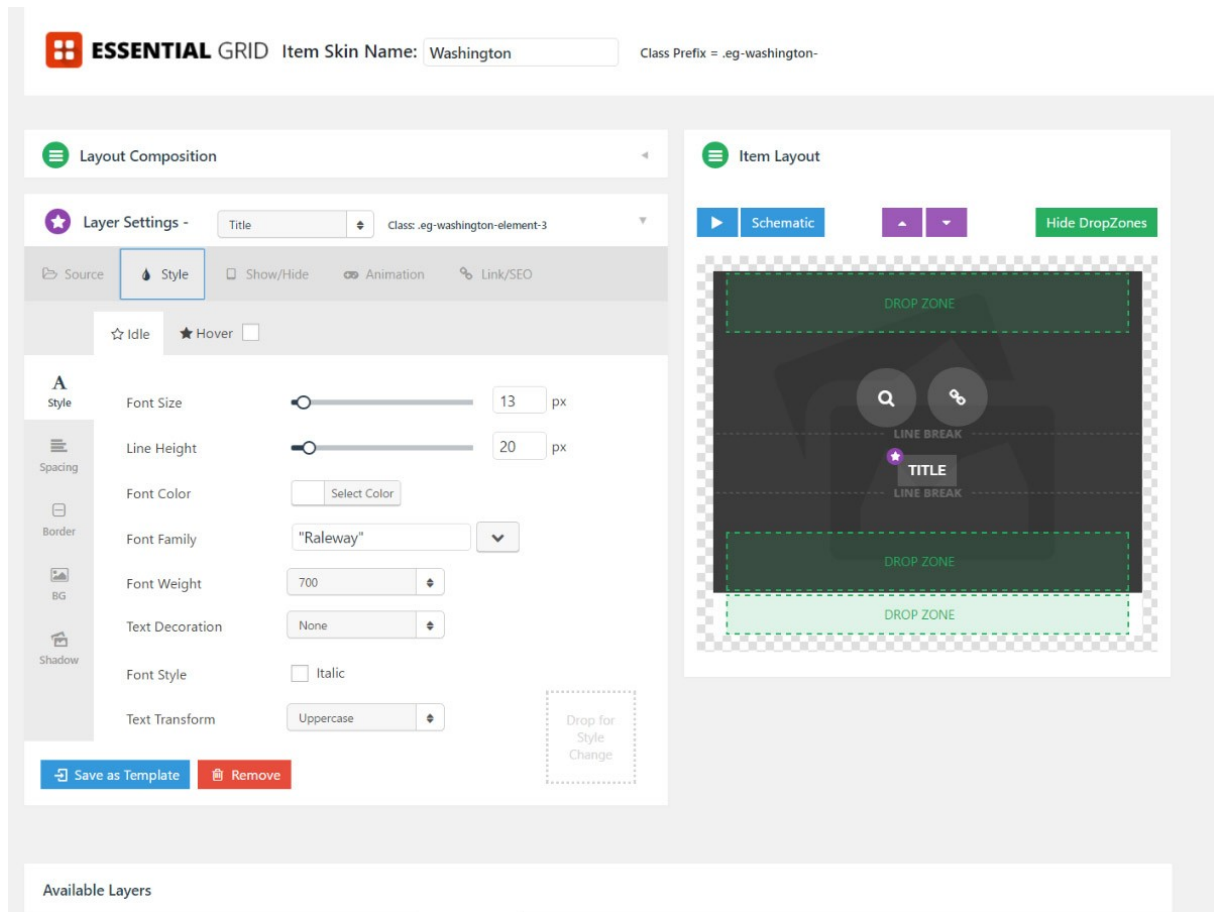 ESSENTIAL GRID Item Skin Name: Washington Class Prefix = .eg-washington-
Layout Composition
Layer Settings - Title Class: .eg-washington-element-3
Source Style Show/Hide Animation Link/SEO
Idle Hover
A
Style
Spacing
Border
BG
Shadow
Font Size 13 px
Line Height 20 px
Font Color Select Color
Font Family "Raleway"
Font Weight 700
Text Decoration None
Font Style Italic
Text Transform Uppercase
Drop for
Style
Change
Save as Template Remove
Item Layout
Schematic Hide DropZones
DROP ZONE
LINE BREAK
TITLE
LINE BREAK
DROP ZONE
DROP ZONE
Available Layers